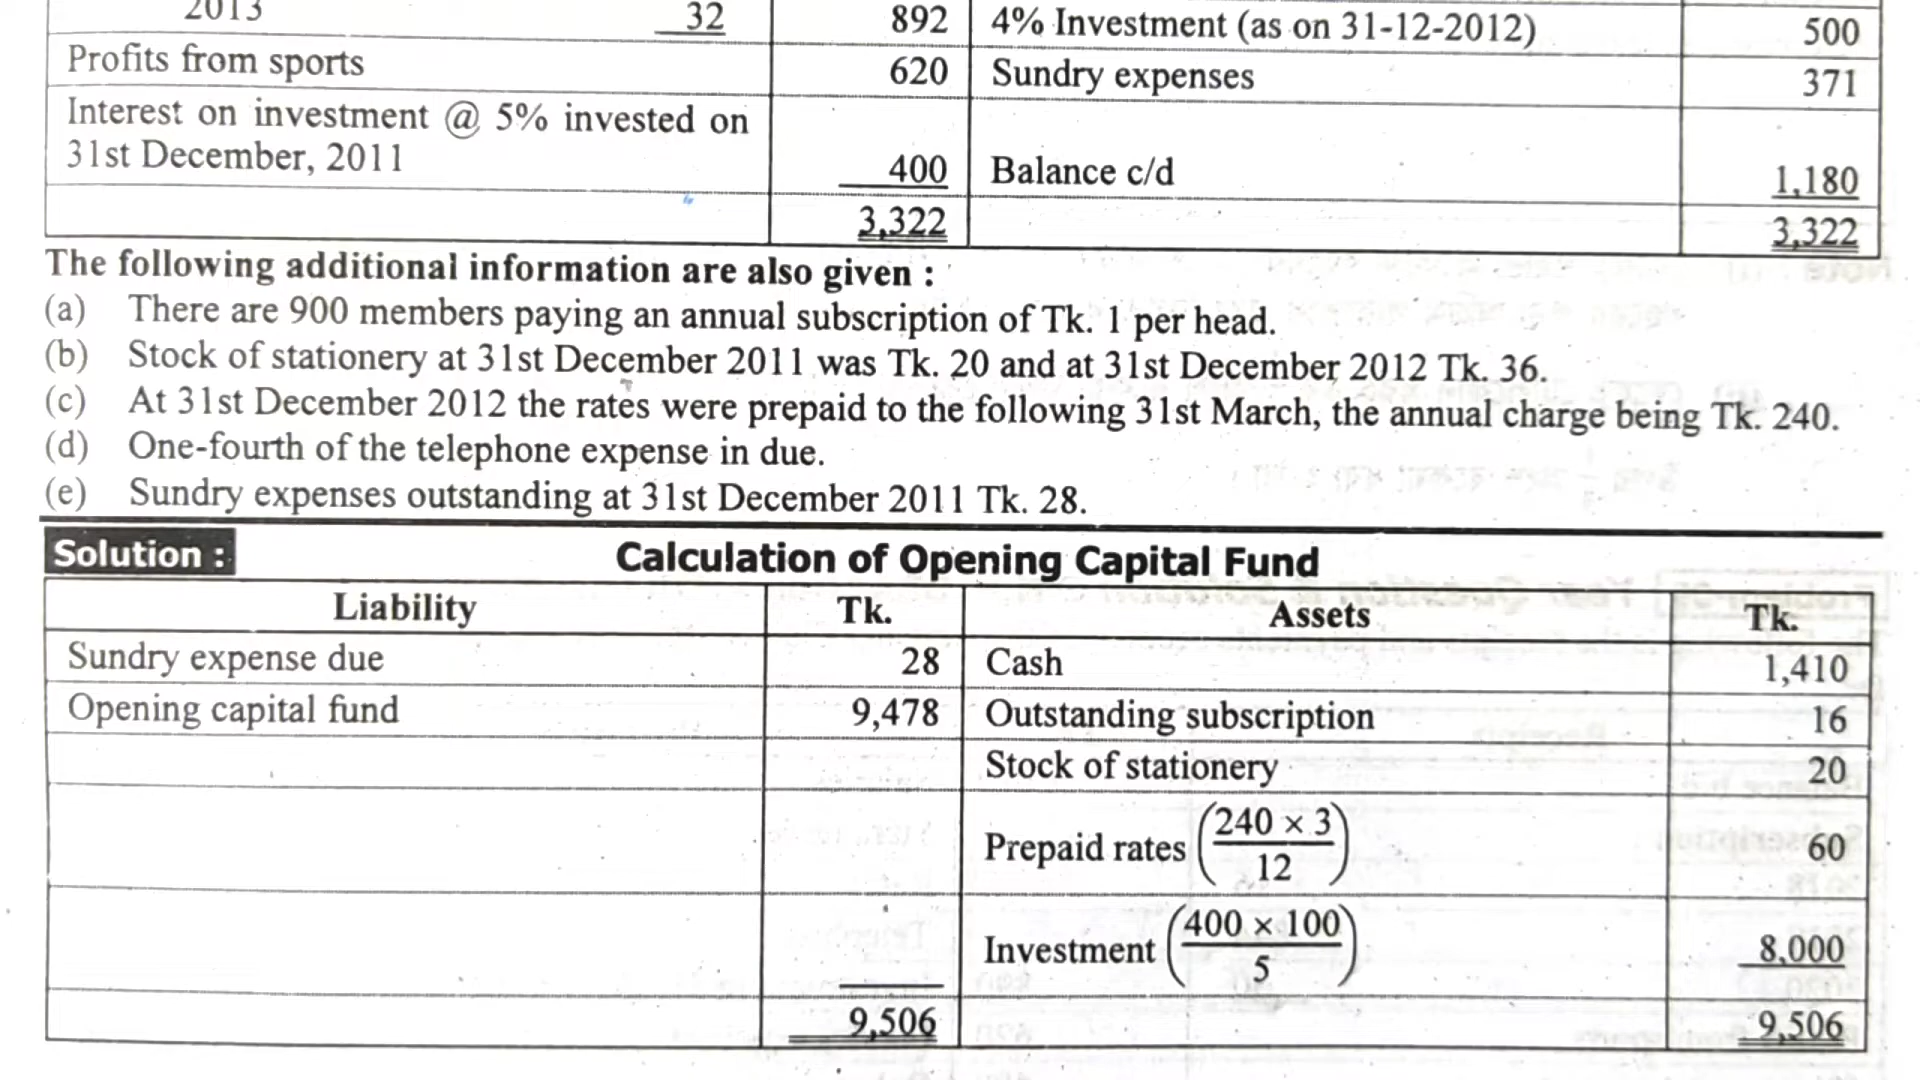 2013 32 892 4% Investment (as on 31-12-2012) 500
Profits from sports 620 Sundry expenses 371
Interest on investment @ 5% invested on
31st December, 2011 400 Balance c/d 1,180
3,322 3,322
The following additional information are also given :
(a) There are 900 members paying an annual subscription of Tk. 1 per head.
(b) Stock of stationery at 31st December 2011 was Tk. 20 and at 31st December 2012 Tk. 36.
(c) At 31st December 2012 the rates were prepaid to the following 31st March, the annual charge being Tk. 240.
(d) One-fourth of the telephone expense in due.
(e) Sundry expenses outstanding at 31st December 2011 Tk. 28.
Solution : Calculation of Opening Capital Fund
Liability Tk. Assets Tk.
Sundry expense due 28 Cash 1,410
Opening capital fund 9,478 Outstanding subscription 16
Stock of stationery 20
Prepaid rates (240 × 3 / 12) 60
Investment (400 × 100 / 5) 8,000
9,506 9,506